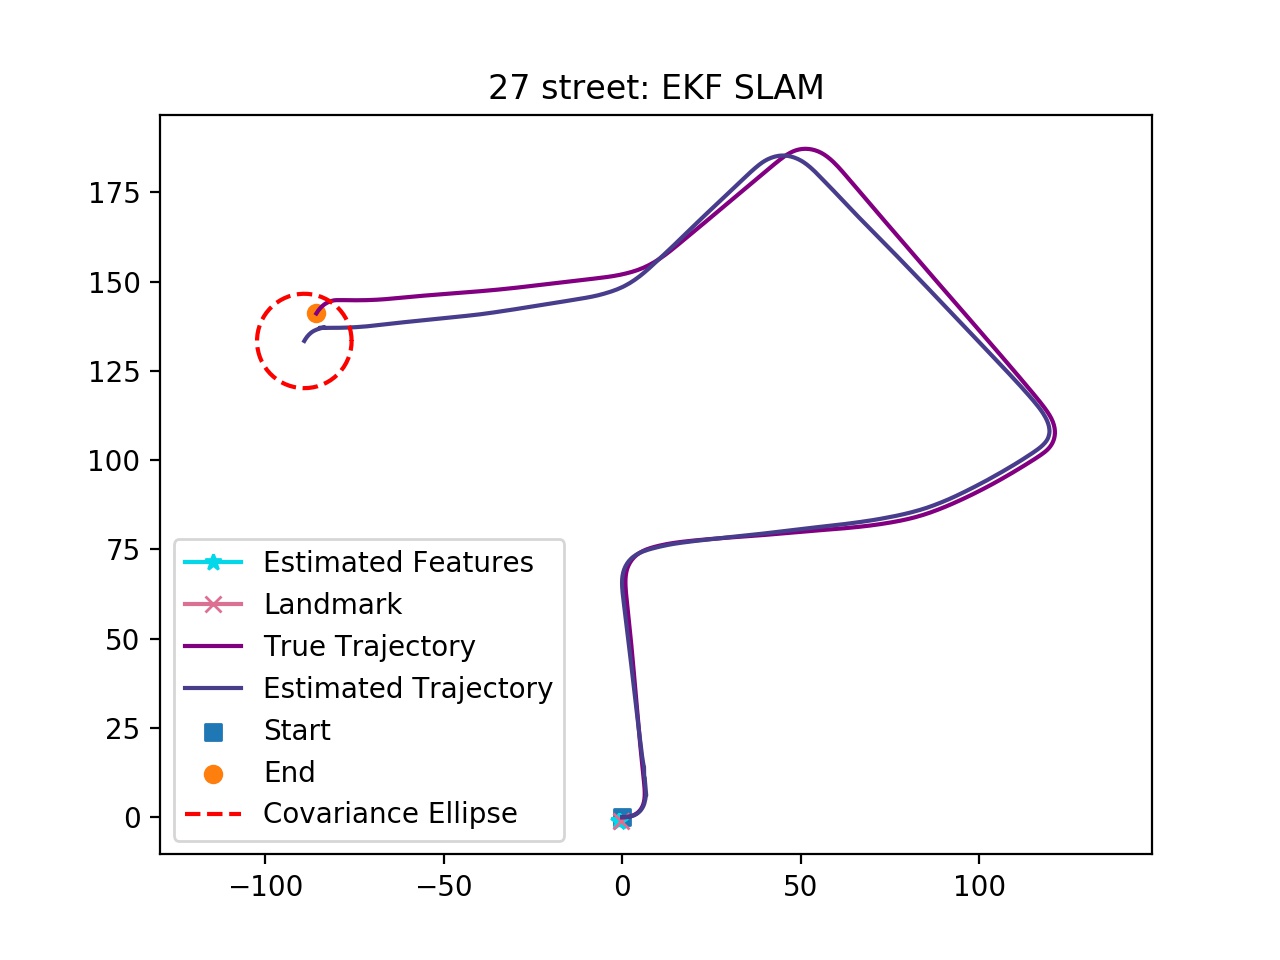 27 street: EKF SLAM
175
150
125
100
75
50
25
0
Estimated Features
Landmark
True Trajectory
Estimated Trajectory
Start
End
Covariance Ellipse
−100 −50 0 50 100